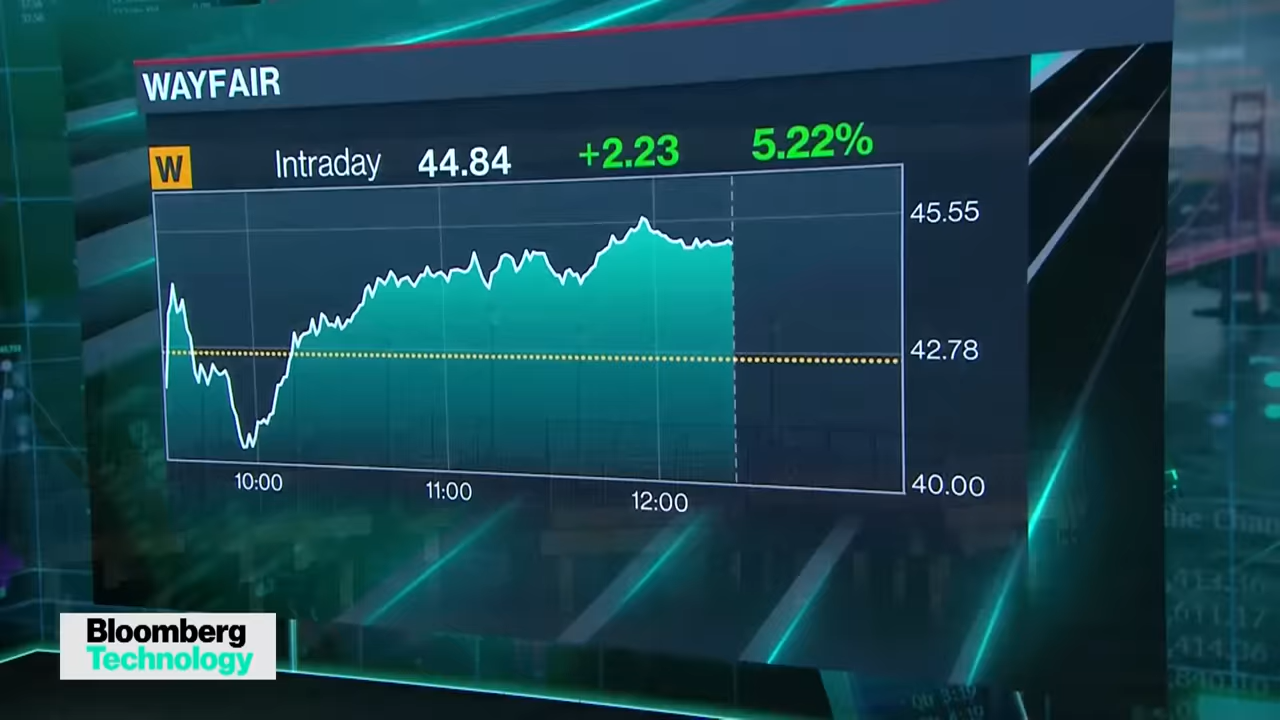 WAYFAIR
W Intraday 44.84 +2.23 5.22%
45.55
42.78
40.00
10:00 11:00 12:00
Bloomberg
Technology